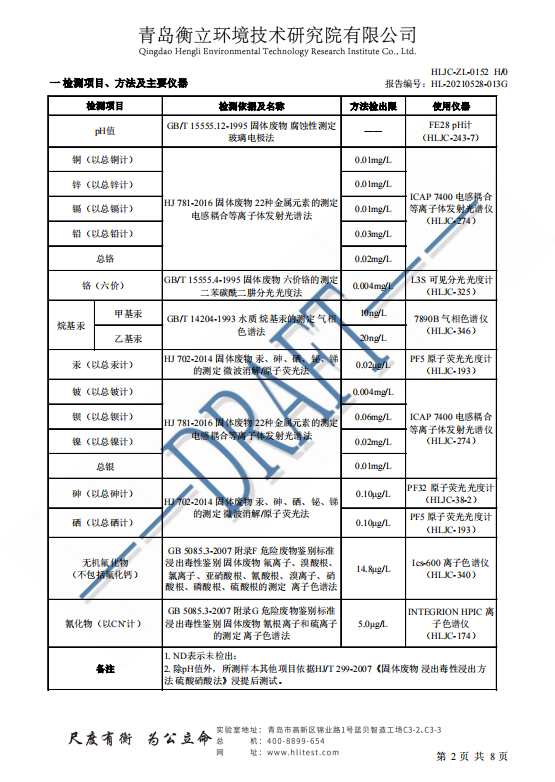 青岛衡立环境技术研究院有限公司
Qingdao Hengli Environmental Technology Research Institute Co., Ltd.
HLJC-ZL-0152 H/0
一 检测项目、方法及主要仪器
报告编号：HL-20210528-013G
检测项目 检测依据及名称 方法检出限 使用仪器
pH值 GB/T 15555.12-1995 固体废物 腐蚀性测定
玻璃电极法 —— FE28 pH计
（HLJC-243-7）
铜（以总铜计） 0.01mg/L
锌（以总锌计） 0.01mg/L
镉（以总镉计） 0.01mg/L
铅（以总铅计） 0.03mg/L
总铬 0.02mg/L
HJ 781-2016 固体废物 22种金属元素的测定
电感耦合等离子体发射光谱法
ICAP 7400 电感耦合
等离子体发射光谱仪
（HLJC-274）
铬（六价） GB/T 15555.4-1995 固体废物 六价铬的测定
二苯碳酰二肼分光光度法 0.004mg/L L3S 可见分光光度计
（HLJC-325）
烷基汞 甲基汞 10ng/L
乙基汞 20ng/L
GB/T 14204-1993 水质 烷基汞的测定 气相
色谱法
7890B 气相色谱仪
（HLJC-346）
汞（以总汞计） HJ 702-2014 固体废物 汞、砷、硒、铋、锑
的测定 微波消解/原子荧光法 0.02μg/L PF5 原子荧光光度计
（HLJC-193）
铍（以总铍计） 0.004mg/L
钡（以总钡计） 0.06mg/L
镍（以总镍计） 0.02mg/L
总银 0.01mg/L
HJ 781-2016 固体废物 22种金属元素的测定
电感耦合等离子体发射光谱法
ICAP 7400 电感耦合
等离子体发射光谱仪
（HLJC-274）
砷（以总砷计） 0.10μg/L PF32 原子荧光光度计
（HLJC-38-2）
硒（以总硒计） 0.10μg/L PF5 原子荧光光度计
（HLJC-193）
HJ 702-2014 固体废物 汞、砷、硒、铋、锑
的测定 微波消解/原子荧光法
无机氟化物
（不包括氟化钙）
GB 5085.3-2007 附录F 危险废物鉴别标准
浸出毒性鉴别 固体废物 氟离子、溴酸根、
氯离子、亚硝酸根、氰酸根、溴离子、硝
酸根、磷酸根、硫酸根的测定 离子色谱法
14.8μg/L
Ics-600 离子色谱仪
（HLJC-340）
氰化物（以CN⁻计）
GB 5085.3-2007 附录G 危险废物鉴别标准
浸出毒性鉴别 固体废物 氰根离子和硫离子
的测定 离子色谱法
5.0μg/L
INTEGRION HPIC 离
子色谱仪
（HLJC-174）
备注
1. ND表示未检出；
2. 除pH值外，所测样本其他项目依据HJ/T 299-2007《固体废物 浸出毒性浸出方
法 硫酸硝酸法》浸提后测试。
DRAFT
尺度有衡 为公立命
实验室地址：青岛市高新区锦业路1号蓝贝智造工场C3-2、C3-3
总 机：400-8899-654
网 址：www.hlitest.com
第 2 页 共 8 页